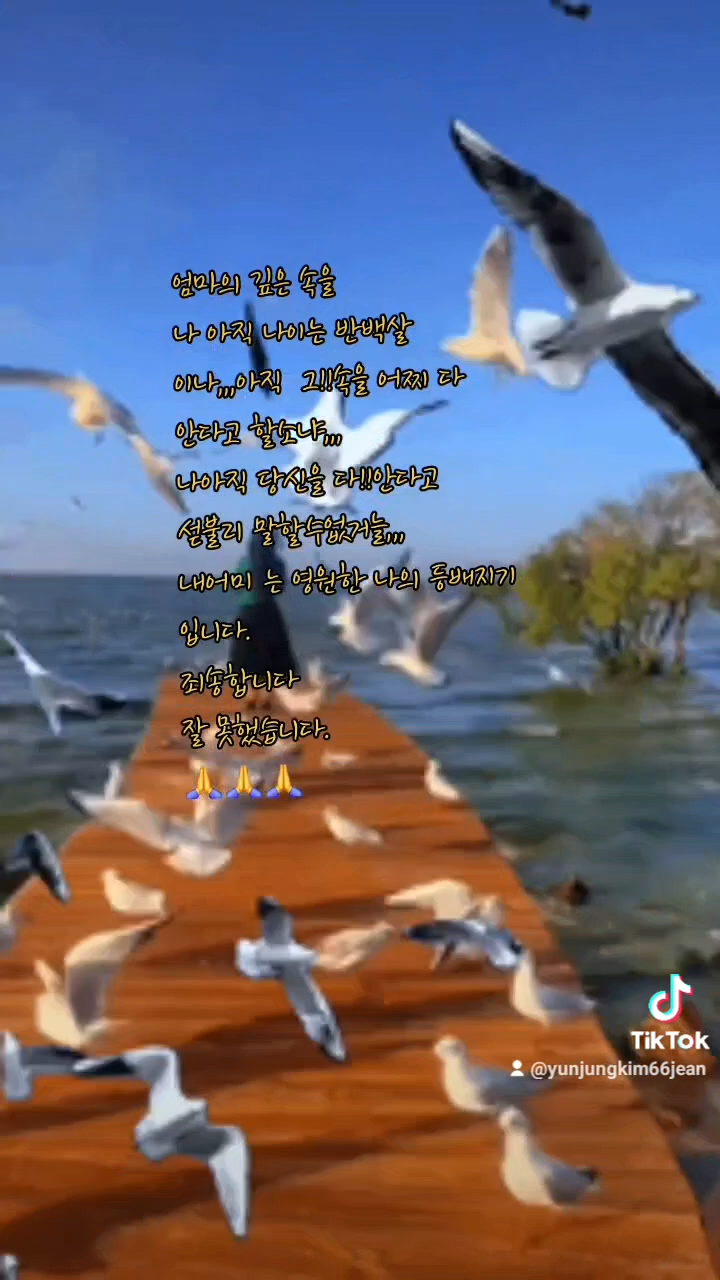 엄마의 깊은 속을
나 아직 나이는 반백살
이나,,,아직 그!!속을 어찌 다
안다고 할소냐,,,
나아직 당신을 다!!안다고
섣불리 말할수없거늘,,,
내어미 는 영원한 나의 등배지기
입니다.
죄송합니다
잘 못했습니다.
🙏🙏🙏
TikTok
@yunjungkim66jean